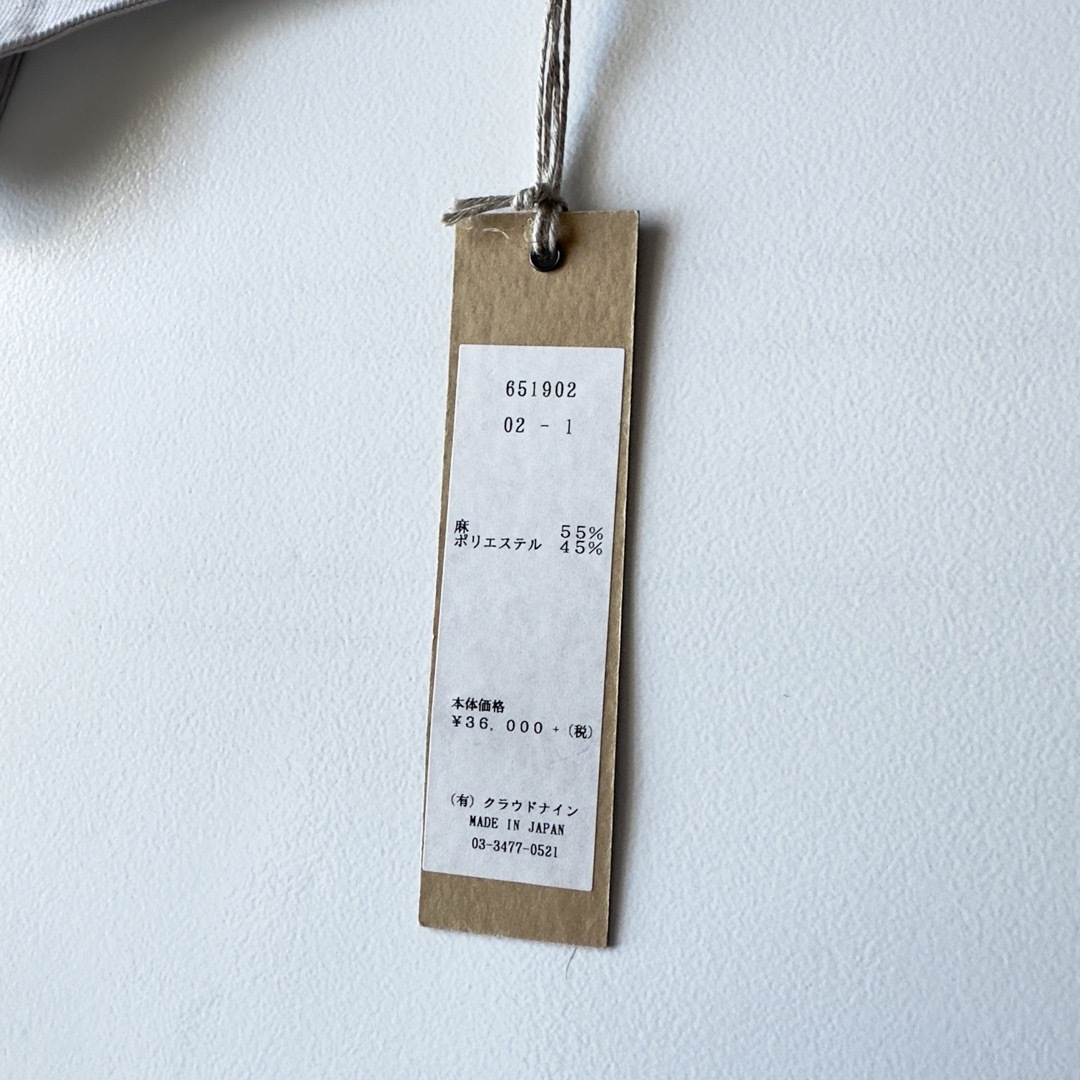 651902
02 - 1
麻 55%
ポリエステル 45%
本体価格
¥36,000 + (税)
(有) クラウドナイン
MADE IN JAPAN
03-3477-0521